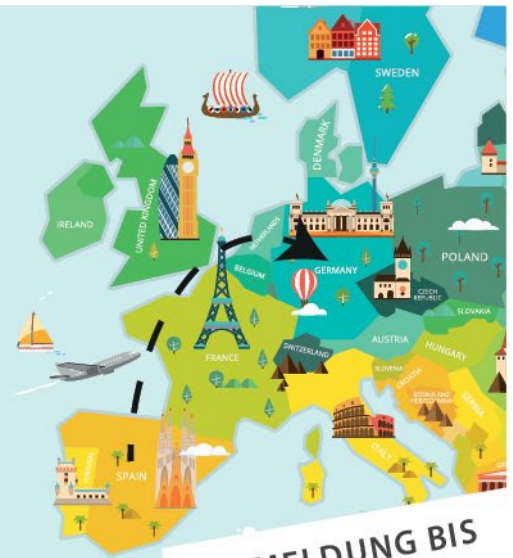 SWEDEN
DENMARK
UNITED KINGDOM
IRELAND
NETHERLANDS
POLAND
BELGIUM
GERMANY
CZECH
REPUBLIC
SLOVAKIA
AUSTRIA
HUNGARY
FRANCE
SWITZERLAND
SLOVENIA
CROATIA
BOSNIA AND
HERZEGOVINA
SERBIA
ITALY
SPAIN
MELDUNG BIS